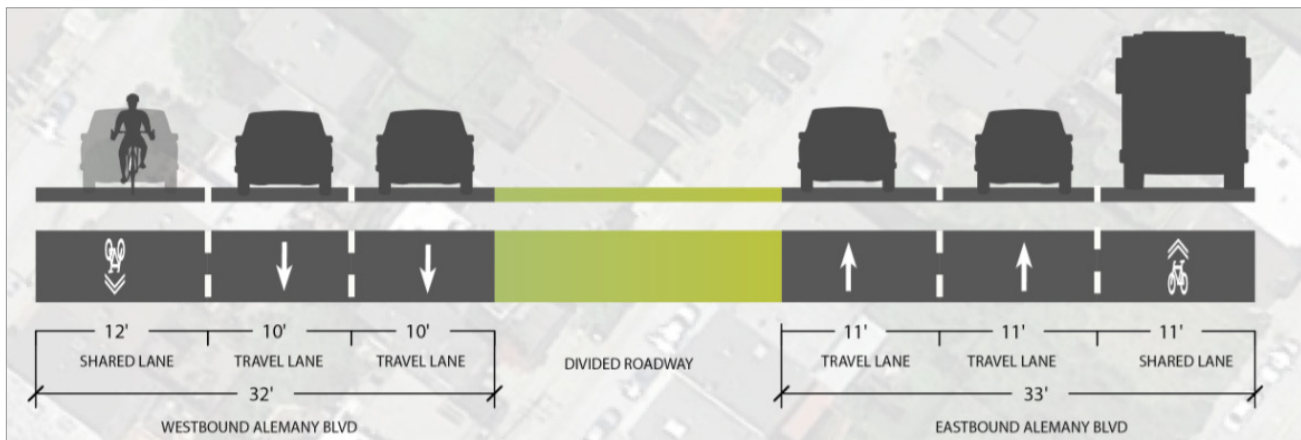 12' 10' 10' 11' 11' 11'
SHARED LANE TRAVEL LANE TRAVEL LANE DIVIDED ROADWAY TRAVEL LANE TRAVEL LANE SHARED LANE
32' 33'
WESTBOUND ALEMANY BLVD EASTBOUND ALEMANY BLVD